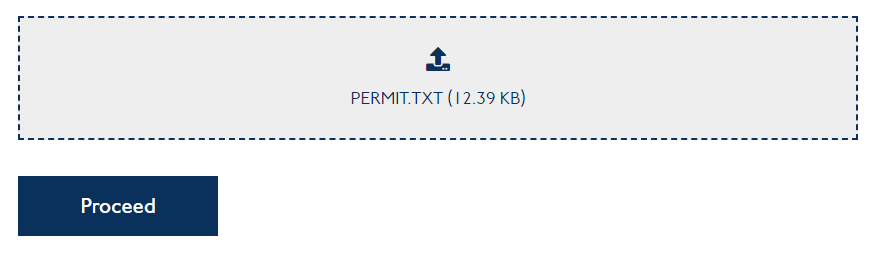 PERMIT.TXT (12.39 KB)
Proceed